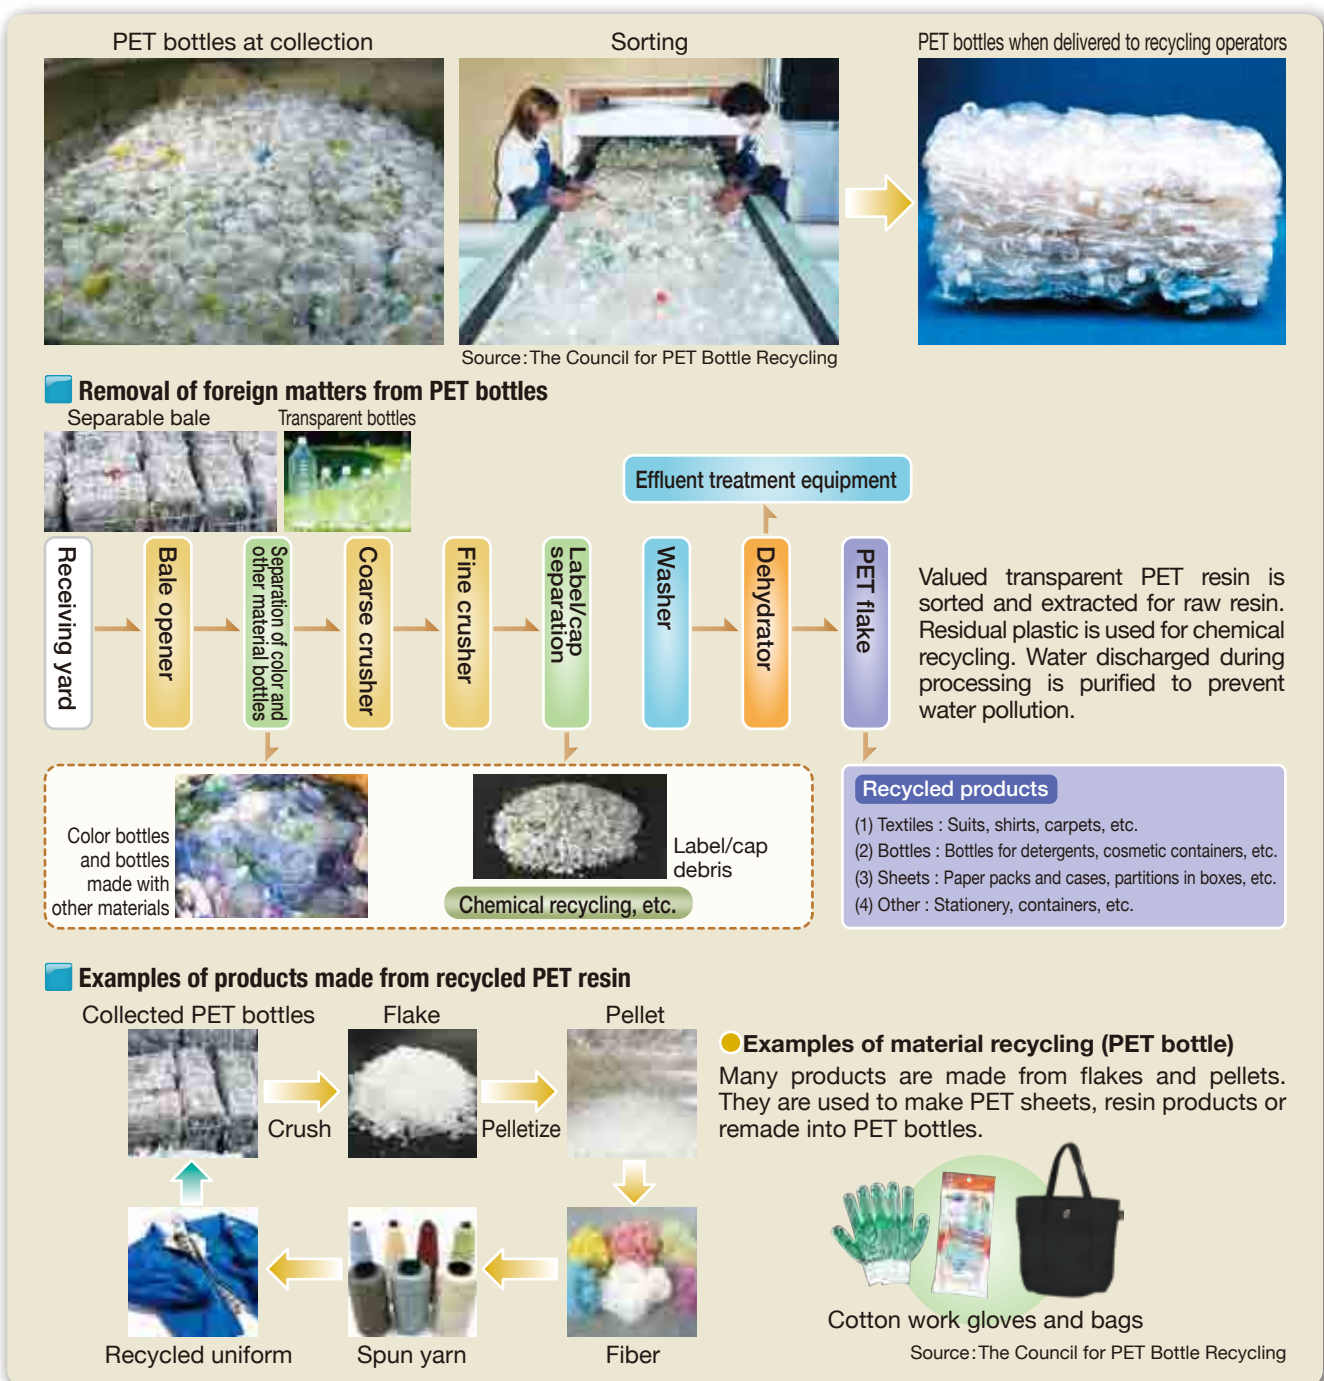 PET bottles at collection
Sorting
PET bottles when delivered to recycling operators
Source: The Council for PET Bottle Recycling
Removal of foreign matters from PET bottles
Separable bale
Transparent bottles
Effluent treatment equipment
Receiving yard
Bale opener
Separation of color and
other material bottles
Coarse crusher
Fine crusher
Label/cap
separation
Washer
Dehydrator
PET flake
Valued transparent PET resin is
sorted and extracted for raw resin.
Residual plastic is used for chemical
recycling. Water discharged during
processing is purified to prevent
water pollution.
Color bottles
and bottles
made with
other materials
Label/cap
debris
Chemical recycling, etc.
Recycled products
(1) Textiles : Suits, shirts, carpets, etc.
(2) Bottles : Bottles for detergents, cosmetic containers, etc.
(3) Sheets : Paper packs and cases, partitions in boxes, etc.
(4) Other : Stationery, containers, etc.
Examples of products made from recycled PET resin
Collected PET bottles
Flake
Pellet
Crush
Pelletize
Recycled uniform
Spun yarn
Fiber
Examples of material recycling (PET bottle)
Many products are made from flakes and pellets.
They are used to make PET sheets, resin products or
remade into PET bottles.
Cotton work gloves and bags
Source: The Council for PET Bottle Recycling